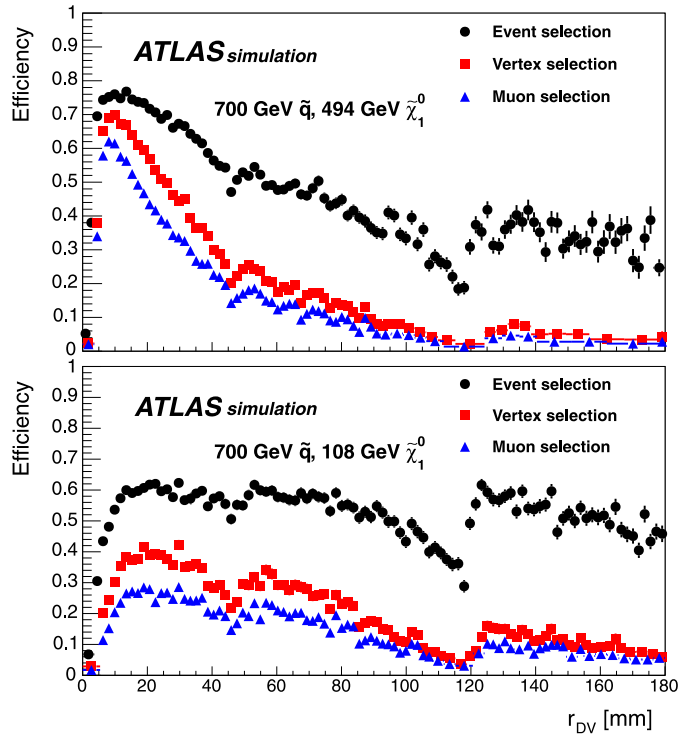 ATLAS simulation
700 GeV q̃, 494 GeV χ̃₁⁰
Event selection
Vertex selection
Muon selection
Efficiency
1
0.9
0.8
0.7
0.6
0.5
0.4
0.3
0.2
0.1
0
ATLAS simulation
700 GeV q̃, 108 GeV χ̃₁⁰
Event selection
Vertex selection
Muon selection
Efficiency
1
0.9
0.8
0.7
0.6
0.5
0.4
0.3
0.2
0.1
0
0 20 40 60 80 100 120 140 160 180
r_DV [mm]